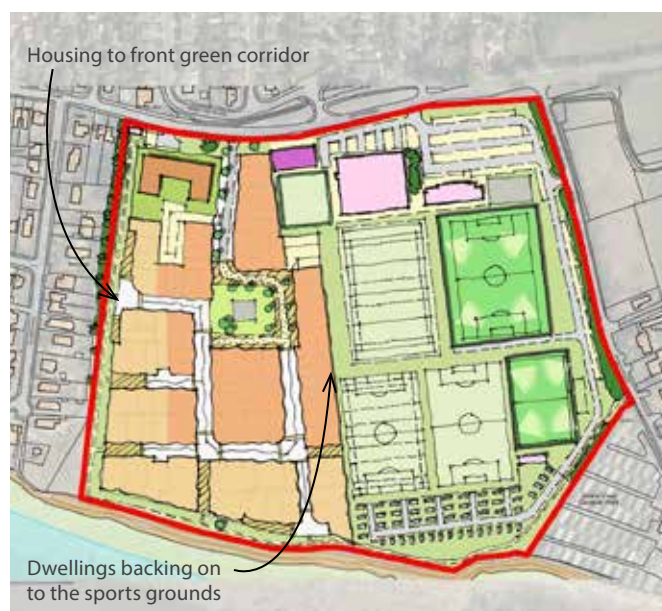 Housing to front green corridor
Dwellings backing on
to the sports grounds